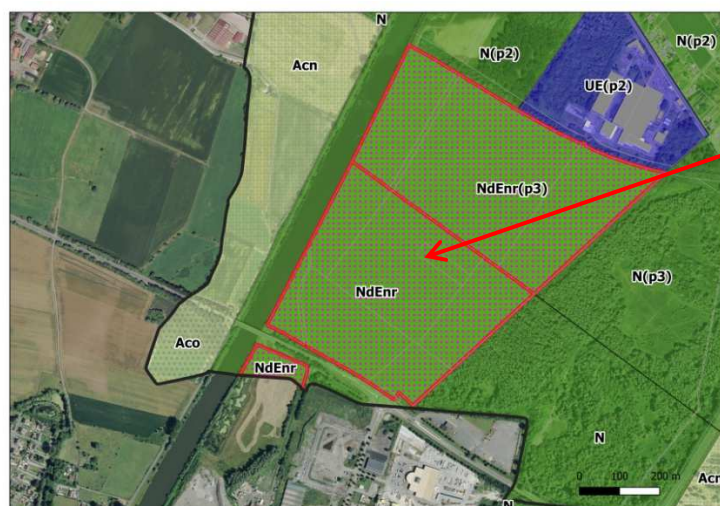 N
Acn
N(p2)
N(p2)
UE(p2)
NdEnr(p3)
N(p3)
NdEnr
Aco
NdEnr
N
0 100 200 m
N
Acn